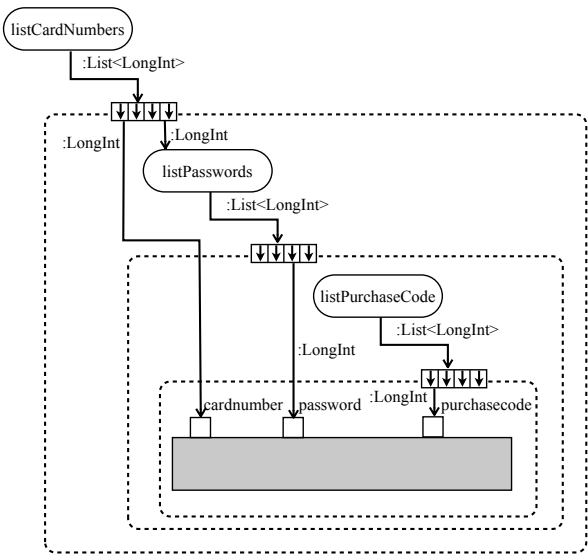 listCardNumbers
:List<LongInt>
:LongInt
:LongInt
listPasswords
:List<LongInt>
listPurchaseCode
:List<LongInt>
:LongInt
:LongInt
cardnumber
password
purchasecode